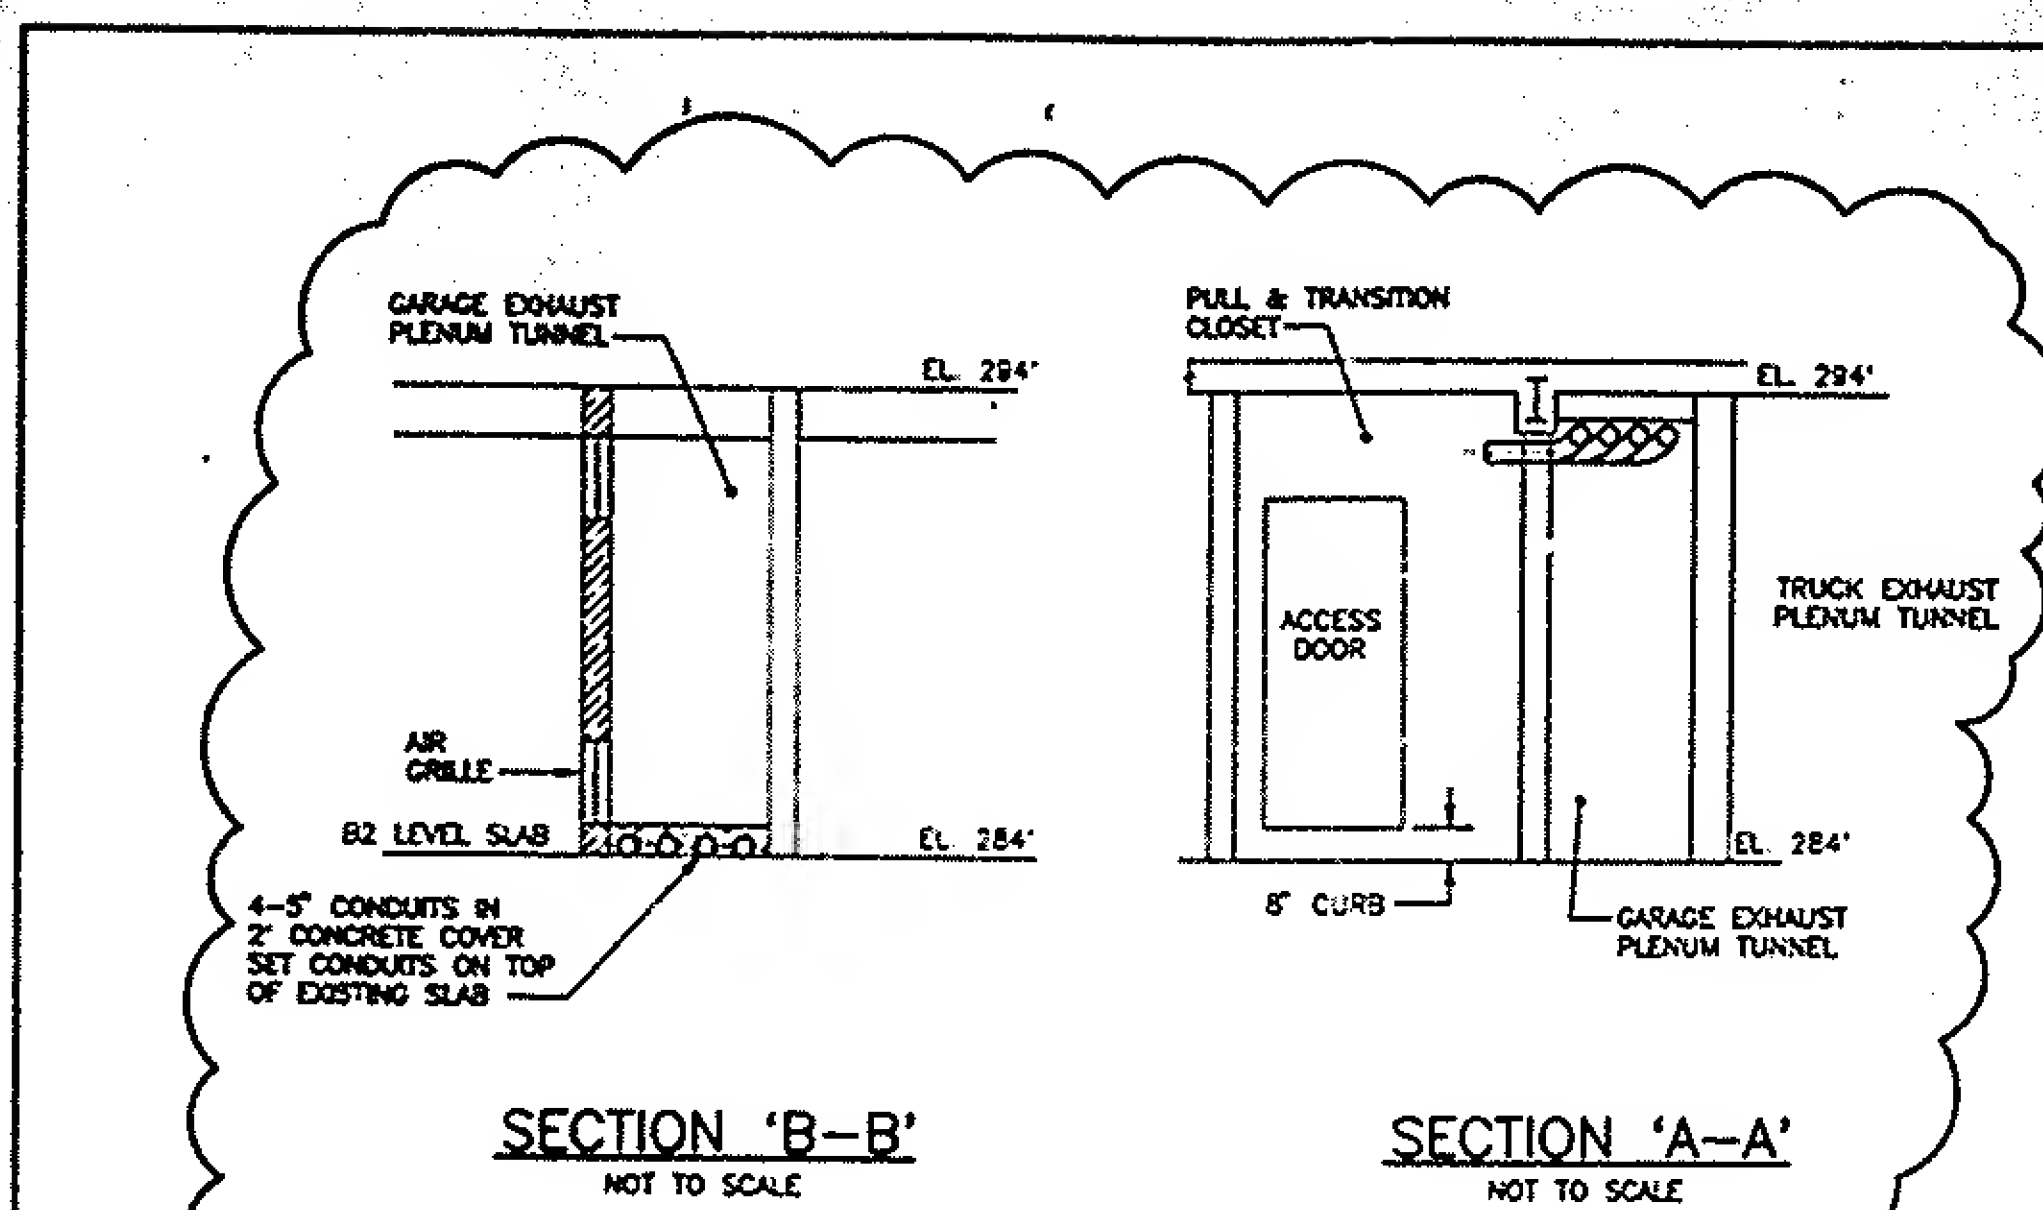 GARAGE EXHAUST
PLENUM TUNNEL
EL. 294'
AIR
GRILLE
B2 LEVEL SLAB
EL. 284'
4-5" CONDUITS IN
2" CONCRETE COVER
SET CONDUITS ON TOP
OF EXISTING SLAB
SECTION 'B-B'
NOT TO SCALE
PULL & TRANSITION
CLOSET
EL. 294'
ACCESS
DOOR
TRUCK EXHAUST
PLENUM TUNNEL
EL. 284'
8" CURB
GARAGE EXHAUST
PLENUM TUNNEL
SECTION 'A-A'
NOT TO SCALE